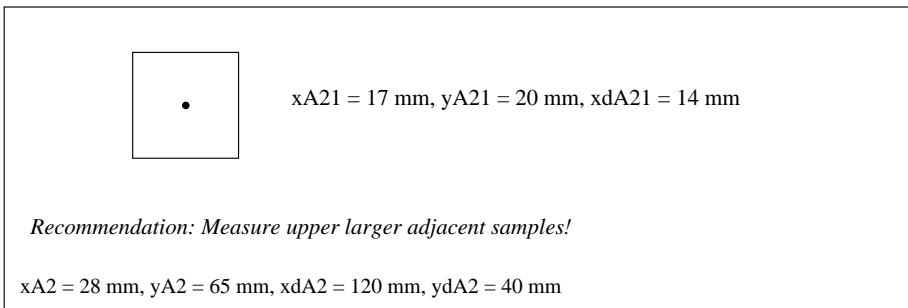 xA21 = 17 mm, yA21 = 20 mm, xdA21 = 14 mm
Recommendation: Measure upper larger adjacent samples!
xA2 = 28 mm, yA2 = 65 mm, xdA2 = 120 mm, ydA2 = 40 mm